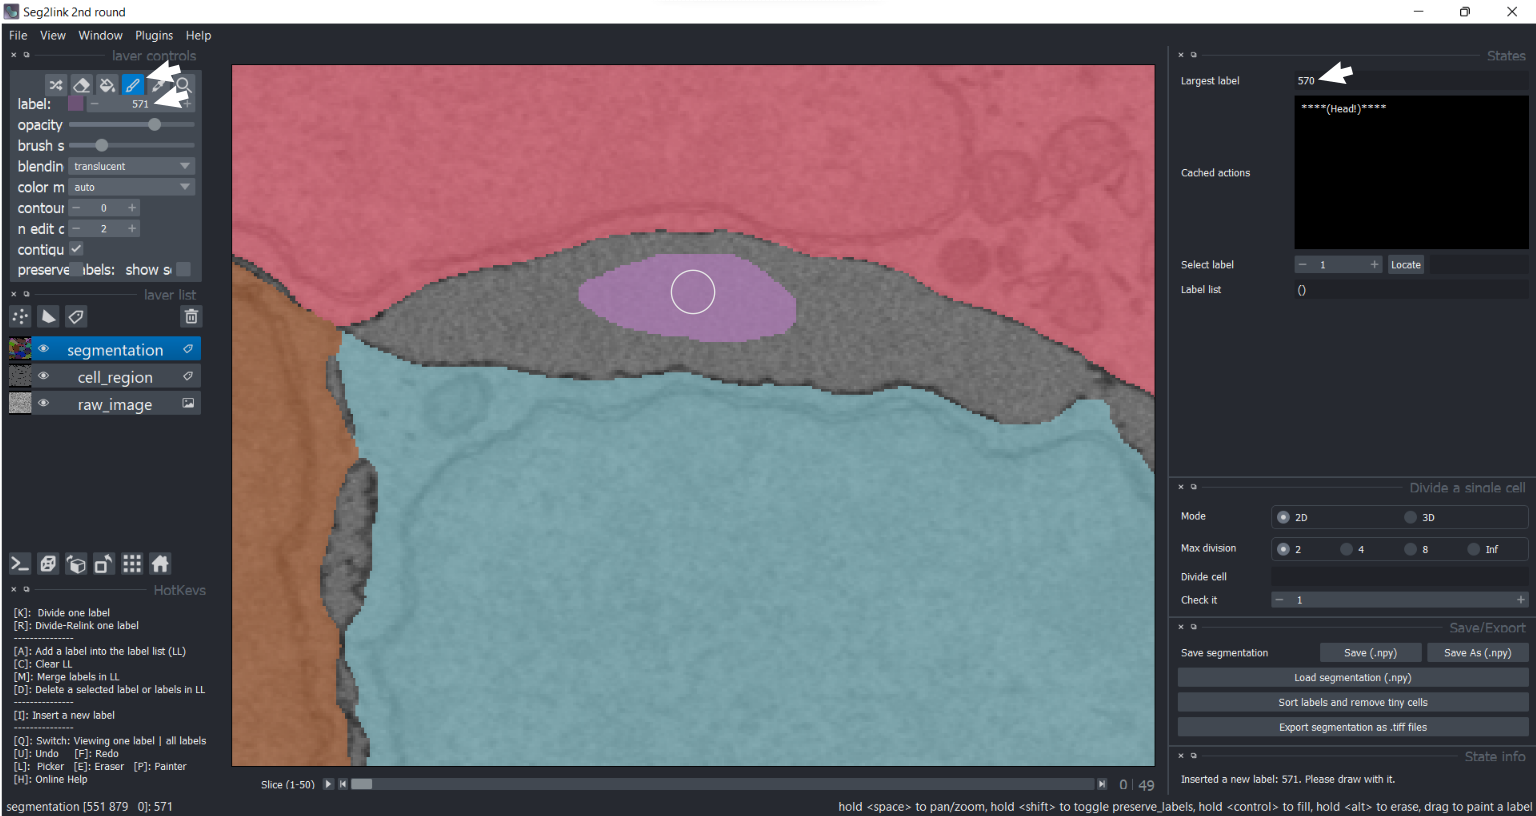 Seg2link 2nd round
File View Window Plugins Help
layer controls
label: 571
opacity
brush s
blendin translucent
color m auto
contour 0
n edit c 2
contigu
preserve labels: show s
layer list
segmentation
cell_region
raw_image
HotKeys
[K]: Divide one label
[R]: Divide-Relink one label
---------------
[A]: Add a label into the label list (LL)
[C]: Clear LL
[M]: Merge labels in LL
[D]: Delete a selected label or labels in LL
---------------
[I]: Insert a new label
---------------
[Q]: Switch: Viewing one label | all labels
[U]: Undo [F]: Redo
[L]: Picker [E]: Eraser [P]: Painter
[H]: Online Help
Slice (1-50) 0 | 49
States
Largest label 570
****(Head!)****
Cached actions
Select label 1 Locate
Label list ()
Divide a single cell
Mode 2D 3D
Max division 2 4 8 Inf
Divide cell
Check it 1
Save/Export
Save segmentation Save (.npy) Save As (.npy)
Load segmentation (.npy)
Sort labels and remove tiny cells
Export segmentation as .tiff files
State info
Inserted a new label: 571. Please draw with it.
segmentation [551 879 0]: 571
hold <space> to pan/zoom, hold <shift> to toggle preserve_labels, hold <control> to fill, hold <alt> to erase, drag to paint a label